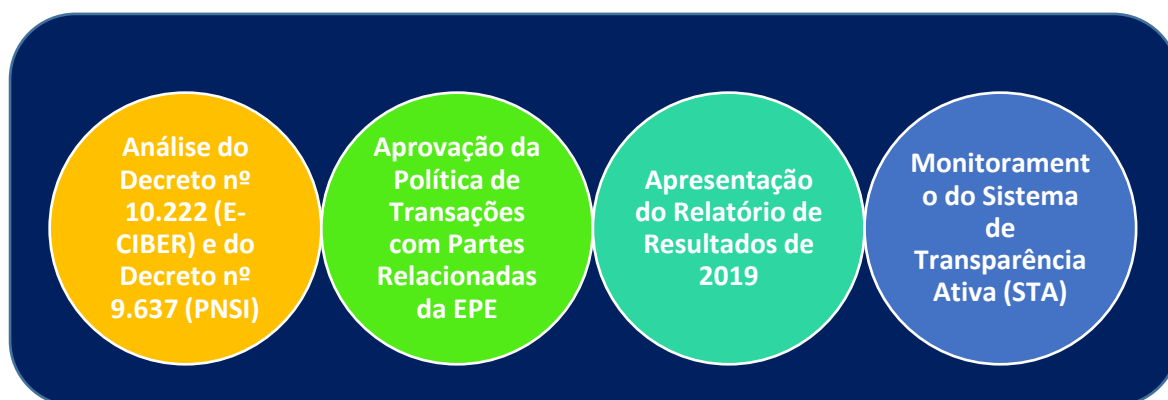 Análise do
Decreto nº
10.222 (E-
CIBER) e do
Decreto nº
9.637 (PNSI)
Aprovação da
Política de
Transações
com Partes
Relacionadas
da EPE
Apresentação
do Relatório de
Resultados de
2019
Monitorament
o do Sistema
de
Transparência
Ativa (STA)